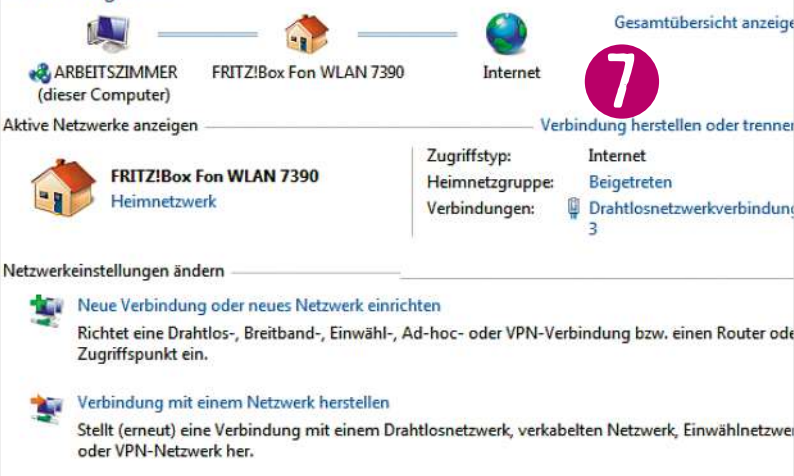 Gesamtübersicht anzeige
ARBEITSZIMMER FRITZ!Box Fon WLAN 7390 Internet
(dieser Computer)
7
Aktive Netzwerke anzeigen Verbindung herstellen oder trennen
Zugriffstyp: Internet
FRITZ!Box Fon WLAN 7390
Heimnetzgruppe: Beigetreten
Heimnetzwerk
Verbindungen: Drahtlosnetzwerkverbindung
3
Netzwerkeinstellungen ändern
Neue Verbindung oder neues Netzwerk einrichten
Richtet eine Drahtlos-, Breitband-, Einwähl-, Ad-hoc- oder VPN-Verbindung bzw. einen Router ode
Zugriffspunkt ein.
Verbindung mit einem Netzwerk herstellen
Stellt (erneut) eine Verbindung mit einem Drahtlosnetzwerk, verkabelten Netzwerk, Einwählnetzwer
oder VPN-Netzwerk her.